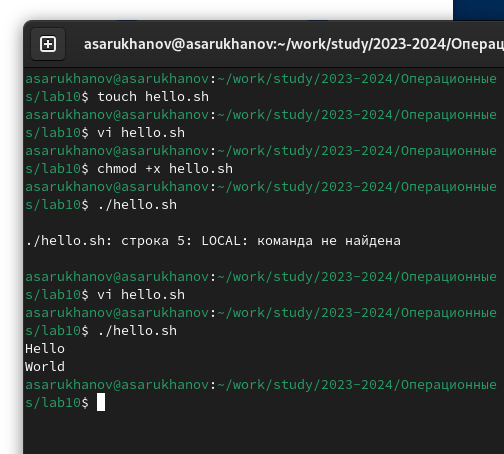 asarukhanov@asarukhanov:~/work/study/2023-2024/Операц
asarukhanov@asarukhanov:~/work/study/2023-2024/Операционные
s/lab10$ touch hello.sh
asarukhanov@asarukhanov:~/work/study/2023-2024/Операционные
s/lab10$ vi hello.sh
asarukhanov@asarukhanov:~/work/study/2023-2024/Операционные
s/lab10$ chmod +x hello.sh
asarukhanov@asarukhanov:~/work/study/2023-2024/Операционные
s/lab10$ ./hello.sh
./hello.sh: строка 5: LOCAL: команда не найдена
asarukhanov@asarukhanov:~/work/study/2023-2024/Операционные
s/lab10$ vi hello.sh
asarukhanov@asarukhanov:~/work/study/2023-2024/Операционные
s/lab10$ ./hello.sh
Hello
World
asarukhanov@asarukhanov:~/work/study/2023-2024/Операционные
s/lab10$